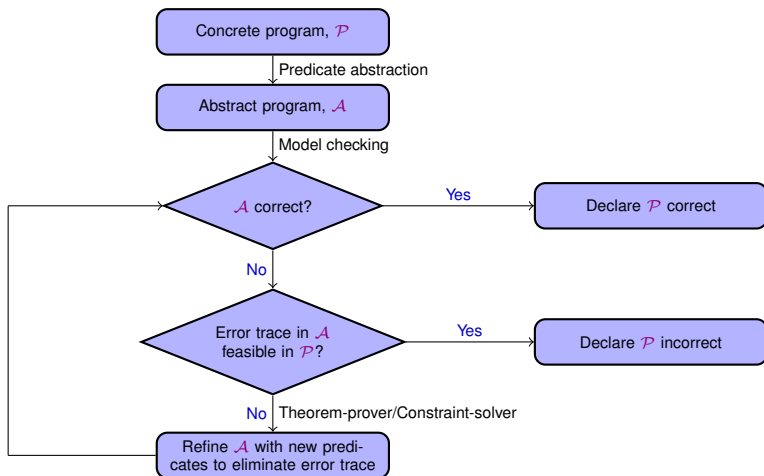 Concrete program, 𝒫
Predicate abstraction
Abstract program, 𝒜
Model checking
𝒜 correct?
Yes
Declare 𝒫 correct
No
Error trace in 𝒜
feasible in 𝒫?
Yes
Declare 𝒫 incorrect
No
Theorem-prover/Constraint-solver
Refine 𝒜 with new predi-
cates to eliminate error trace